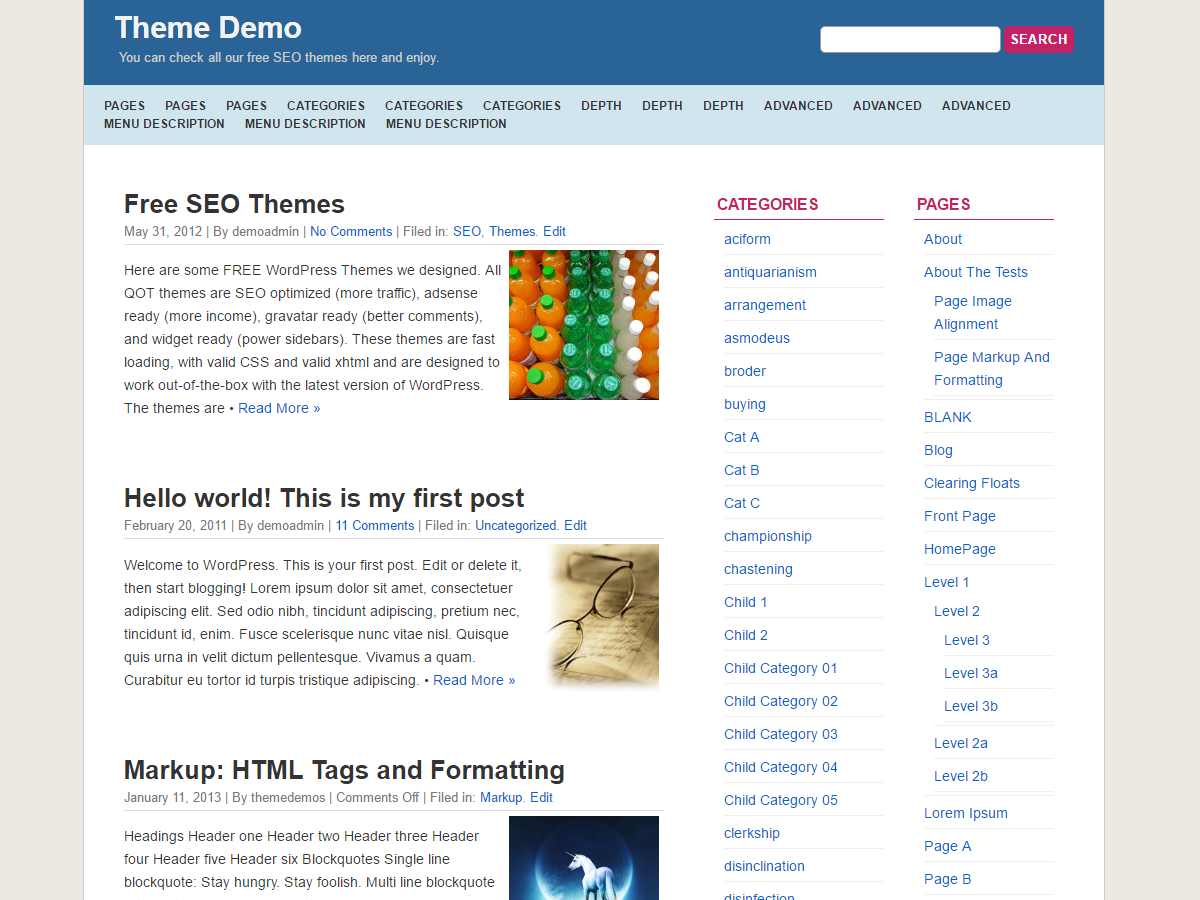 Theme Demo
You can check all our free SEO themes here and enjoy.
SEARCH
PAGES PAGES PAGES CATEGORIES CATEGORIES CATEGORIES DEPTH DEPTH DEPTH ADVANCED ADVANCED ADVANCED
MENU DESCRIPTION MENU DESCRIPTION MENU DESCRIPTION
Free SEO Themes
May 31, 2012 | By demoadmin | No Comments | Filed in: SEO, Themes. Edit
Here are some FREE WordPress Themes we designed. All
QOT themes are SEO optimized (more traffic), adsense
ready (more income), gravatar ready (better comments),
and widget ready (power sidebars). These themes are fast
loading, with valid CSS and valid xhtml and are designed to
work out-of-the-box with the latest version of WordPress.
The themes are • Read More »
Hello world! This is my first post
February 20, 2011 | By demoadmin | 11 Comments | Filed in: Uncategorized. Edit
Welcome to WordPress. This is your first post. Edit or delete it,
then start blogging! Lorem ipsum dolor sit amet, consectetuer
adipiscing elit. Sed odio nibh, tincidunt adipiscing, pretium nec,
tincidunt id, enim. Fusce scelerisque nunc vitae nisl. Quisque
quis urna in velit dictum pellentesque. Vivamus a quam.
Curabitur eu tortor id turpis tristique adipiscing. • Read More »
Markup: HTML Tags and Formatting
January 11, 2013 | By themedemos | Comments Off | Filed in: Markup. Edit
Headings Header one Header two Header three Header
four Header five Header six Blockquotes Single line
blockquote: Stay hungry. Stay foolish. Multi line blockquote
CATEGORIES
aciform
antiquarianism
arrangement
asmodeus
broder
buying
Cat A
Cat B
Cat C
championship
chastening
Child 1
Child 2
Child Category 01
Child Category 02
Child Category 03
Child Category 04
Child Category 05
clerkship
disinclination
disinfection
PAGES
About
About The Tests
Page Image
Alignment
Page Markup And
Formatting
BLANK
Blog
Clearing Floats
Front Page
HomePage
Level 1
Level 2
Level 3
Level 3a
Level 3b
Level 2a
Level 2b
Lorem Ipsum
Page A
Page B